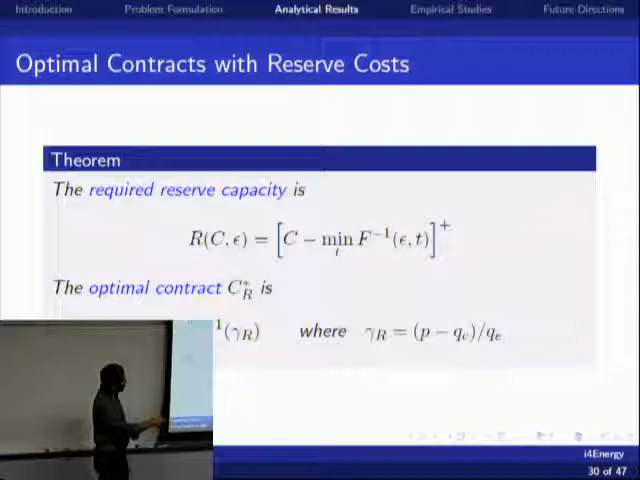 Introduction Problem Formulation Analytical Results Empirical Studies Future Directions
Optimal Contracts with Reserve Costs
Theorem
The required reserve capacity is
R(C, ϵ) = [C − min_t F⁻¹(ϵ, t)]⁺
The optimal contract C*_R is
¹(γ_R) where γ_R = (p − q_c)/q_e
i4Energy
30 of 47